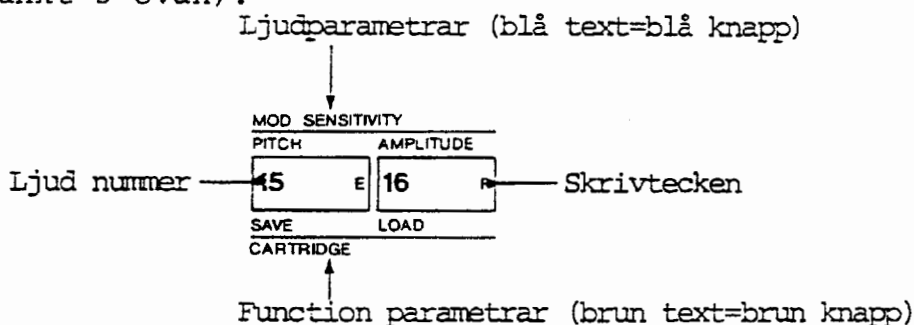 ovan).
Ljudparametrar (blå text=blå knapp)
MOD SENSITIVITY
PITCH AMPLITUDE
Ljud nummer 15 E 16 Skrivtecken
SAVE LOAD
CARTRIDGE
Function parametrar (brun text=brun knapp)